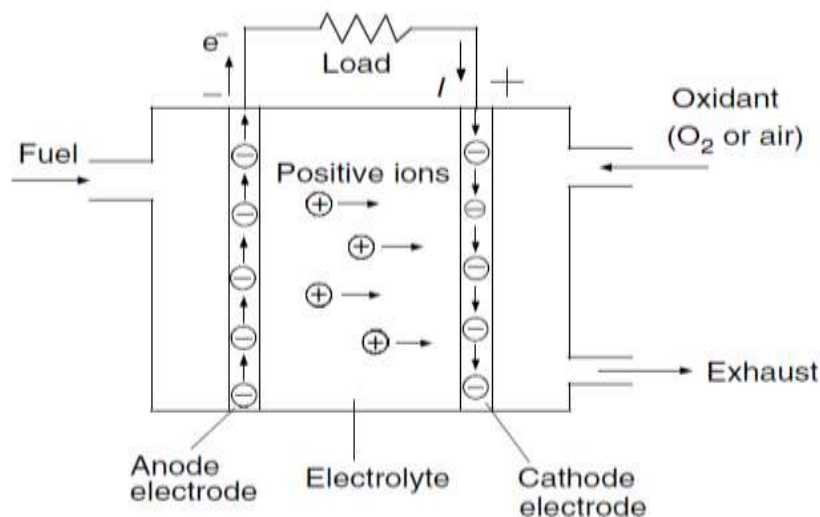 e⁻
Load
−
I
+
Oxidant
(O₂ or air)
Fuel
Positive ions
Exhaust
Anode
electrode
Electrolyte
Cathode
electrode